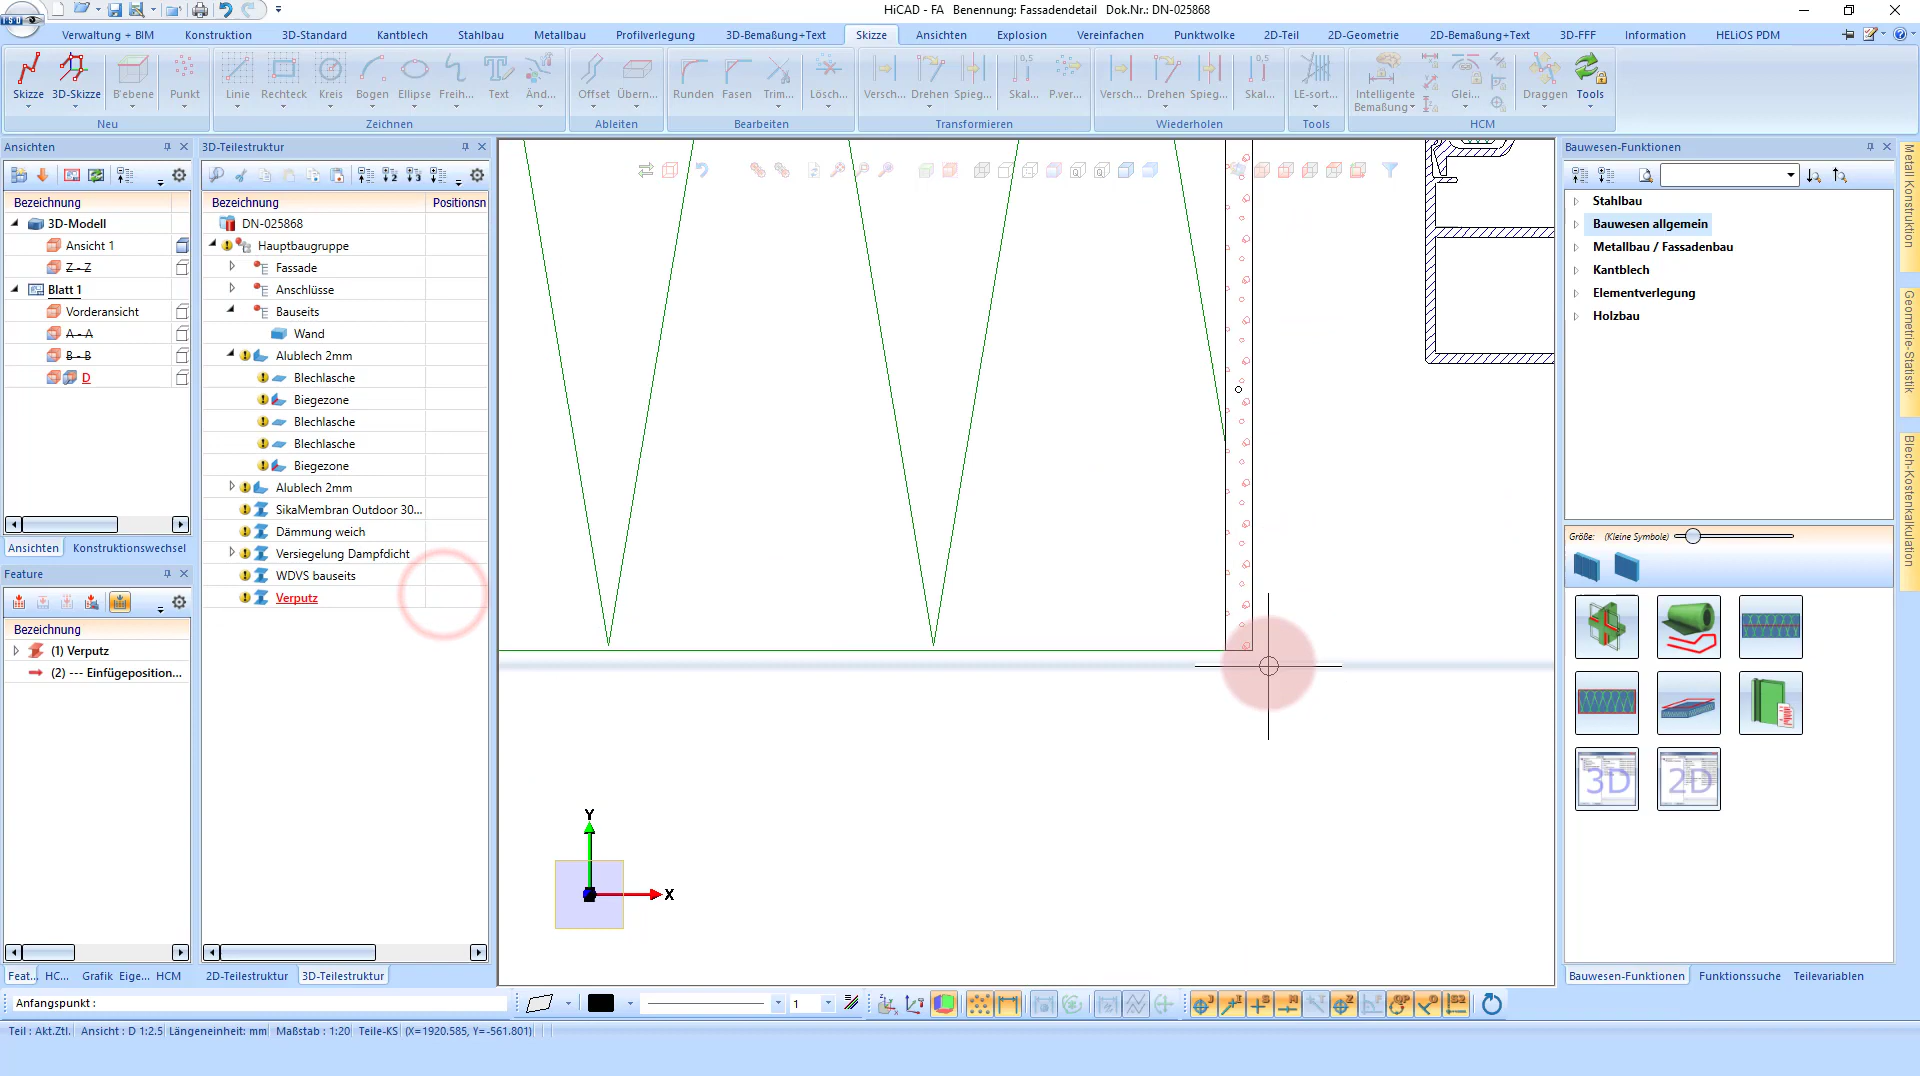 HiCAD - FA   Benennung: Fassadendetail   Dok.Nr.: DN-025868
Verwaltung + BIM   Konstruktion   3D-Standard   Kantblech   Stahlbau   Metallbau   Profilverlegung   3D-Bemaßung+Text   Skizze   Ansichten   Explosion   Vereinfachen   Punktwolke   2D-Teil   2D-Geometrie   2D-Bemaßung+Text   3D-FFF   Information   HELiOS PDM
Skizze   3D-Skizze   B'ebene   Punkt   Linie   Rechteck   Kreis   Bogen   Ellipse   Freih...   Text   Änd...   Offset   Übern...   Runden   Fasen   Trim...   Lösch...   Versch...   Drehen   Spieg...   Skal...   P.ver...   Versch...   Drehen   Spieg...   Skal...   LE-sort...   Intelligente Bemaßung   Glei...   Draggen   Tools
Neu   Zeichnen   Ableiten   Bearbeiten   Transformieren   Wiederholen   Tools   HCM
Ansichten
Bezeichnung
3D-Modell
Ansicht 1
Z - Z
Blatt 1
Vorderansicht
A - A
B - B
D
Ansichten   Konstruktionswechsel
Feature
Bezeichnung
(1) Verputz
(2) --- Einfügeposition...
Feat...   HC...   Grafik   Eige...   HCM
3D-Teilestruktur
Bezeichnung   Positionsn
DN-025868
Hauptbaugruppe
Fassade
Anschlüsse
Bauseits
Wand
Alublech 2mm
Blechlasche
Biegezone
Blechlasche
Blechlasche
Biegezone
Alublech 2mm
SikaMembran Outdoor 30...
Dämmung weich
Versiegelung Dampfdicht
WDVS bauseits
Verputz
2D-Teilestruktur   3D-Teilestruktur
Y
X
Bauwesen-Funktionen
Stahlbau
Bauwesen allgemein
Metallbau / Fassadenbau
Kantblech
Elementverlegung
Holzbau
Größe:   (Kleine Symbole)
3D   2D
Bauwesen-Funktionen   Funktionssuche   Teilevariablen
Metall Konstruktion
Geometrie-Statistik
Blech-Kostenkalkulation
Anfangspunkt :
1
Teil : Akt.Ztl.   Ansicht : D 1:2.5   Längeneinheit: mm   Maßstab : 1:20   Teile-KS   (X=1920.585, Y=-561.801)